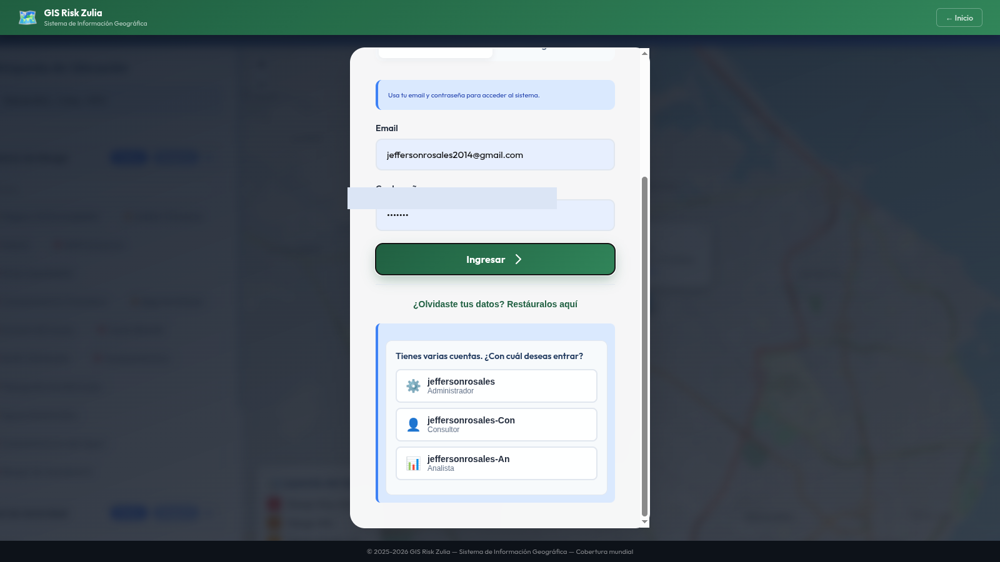 GIS Risk Zulia
Sistema de Información Geográfica
← Inicio
Usa tu email y contraseña para acceder al sistema.
Email
jeffersonrosales2014@gmail.com
•••••••
Ingresar
¿Olvidaste tus datos? Restáuralos aquí
Tienes varias cuentas. ¿Con cuál deseas entrar?
jeffersonrosales
Administrador
jeffersonrosales-Con
Consultor
jeffersonrosales-An
Analista
© 2025-2026 GIS Risk Zulia — Sistema de Información Geográfica — Cobertura mundial